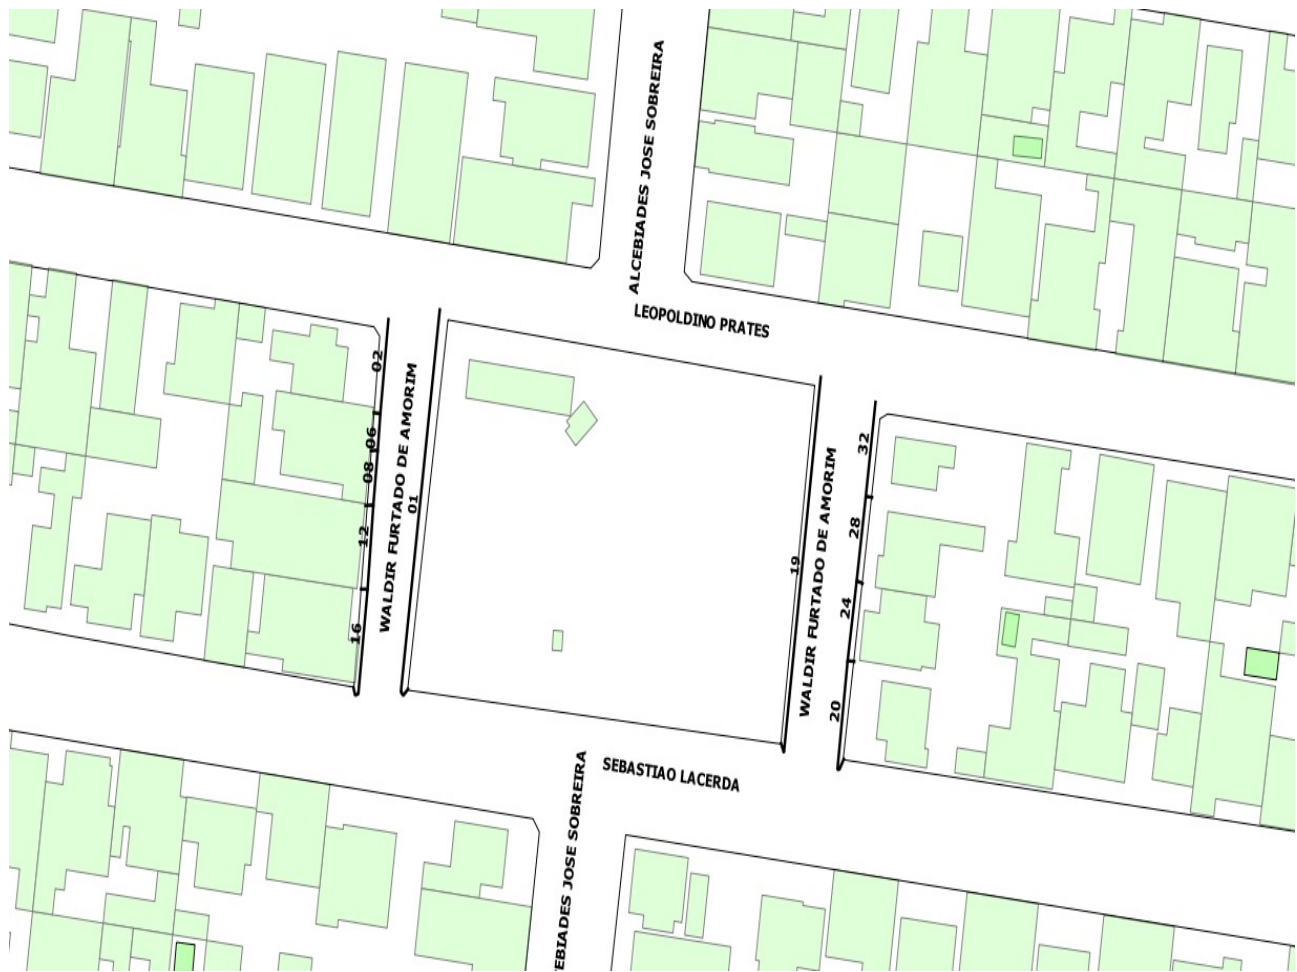 ALCEBIADES JOSE SOBREIRA
LEOPOLDINO PRATES
02
06
08
12
16
WALDIR FURTADO DE AMORIM
01
19
WALDIR FURTADO DE AMORIM
32
28
24
20
SEBASTIAO LACERDA
EBIADES JOSE SOBREIRA